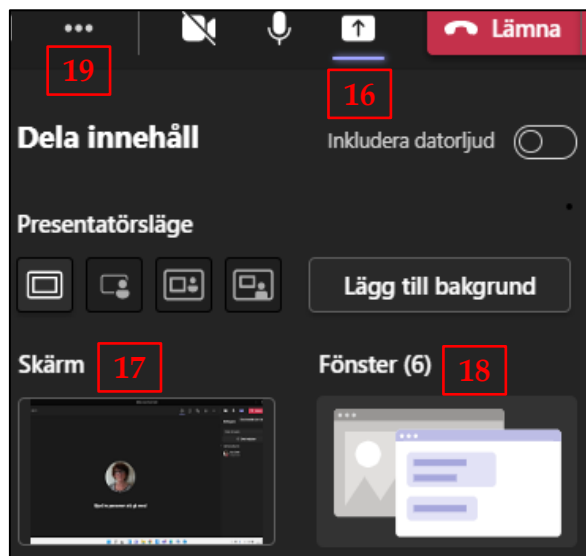 ... Lämna
19 16
Dela innehåll Inkludera datorljud
Presentatörsläge
Lägg till bakgrund
Skärm 17 Fönster (6) 18